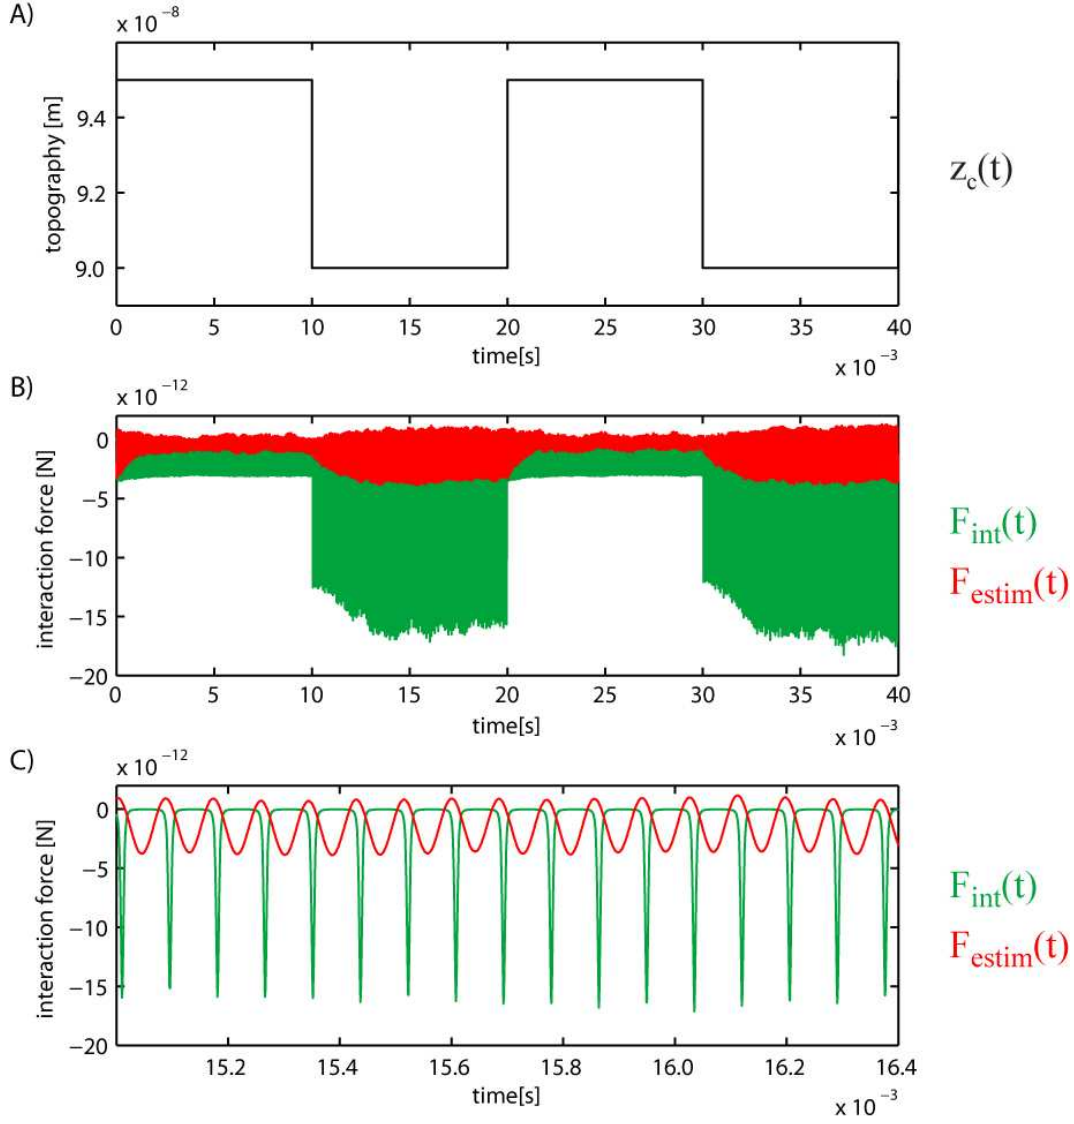 A)
x 10 ⁻⁸
topography [m]
9.4
9.2
9.0
0 5 10 15 20 25 30 35 40
time[s]
x 10 ⁻³
z_c(t)
B)
x 10 ⁻¹²
interaction force [N]
0
−5
−10
−15
−20
0 5 10 15 20 25 30 35 40
time[s]
x 10 ⁻³
F_int(t)
F_estim(t)
C)
x 10 ⁻¹²
interaction force [N]
0
−5
−10
−15
−20
15.2 15.4 15.6 15.8 16.0 16.2 16.4
time[s]
x 10 ⁻³
F_int(t)
F_estim(t)